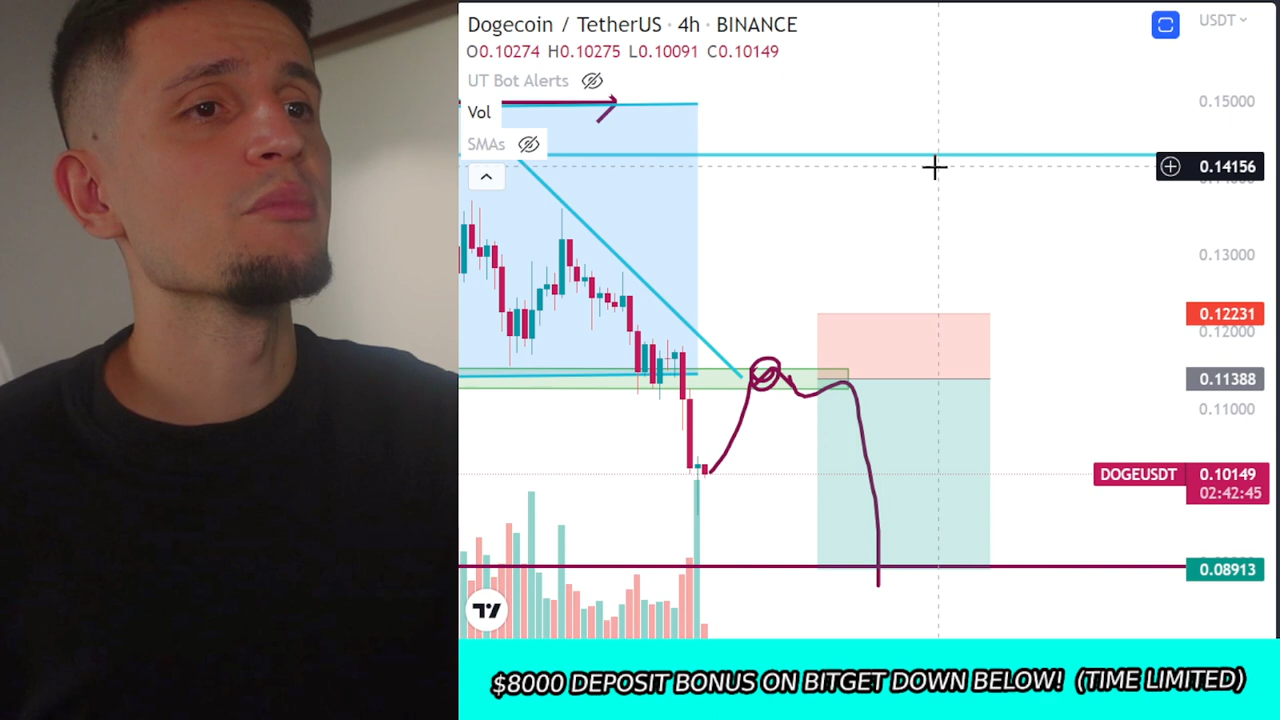 Dogecoin / TetherUS · 4h · BINANCE
USDT
O0.10274 H0.10275 L0.10091 C0.10149
UT Bot Alerts
Vol
SMAs
0.15000
0.14156
0.13000
0.12231
0.12000
0.11388
0.11000
DOGEUSDT 0.10149
02:42:45
0.08913
$8000 DEPOSIT BONUS ON BITGET DOWN BELOW! (TIME LIMITED)